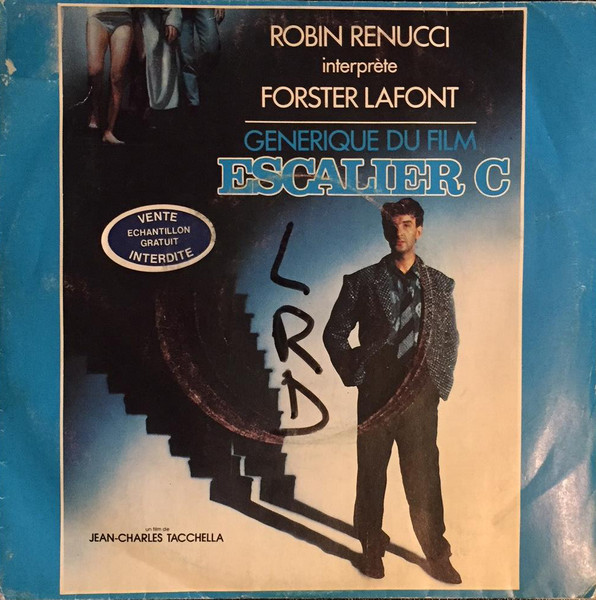 ROBIN RENUCCI
interprète
FORSTER LAFONT
GENERIQUE DU FILM
ESCALIER C
VENTE
ECHANTILLON
GRATUIT
INTERDITE
L
R
D
un film de
JEAN-CHARLES TACCHELLA